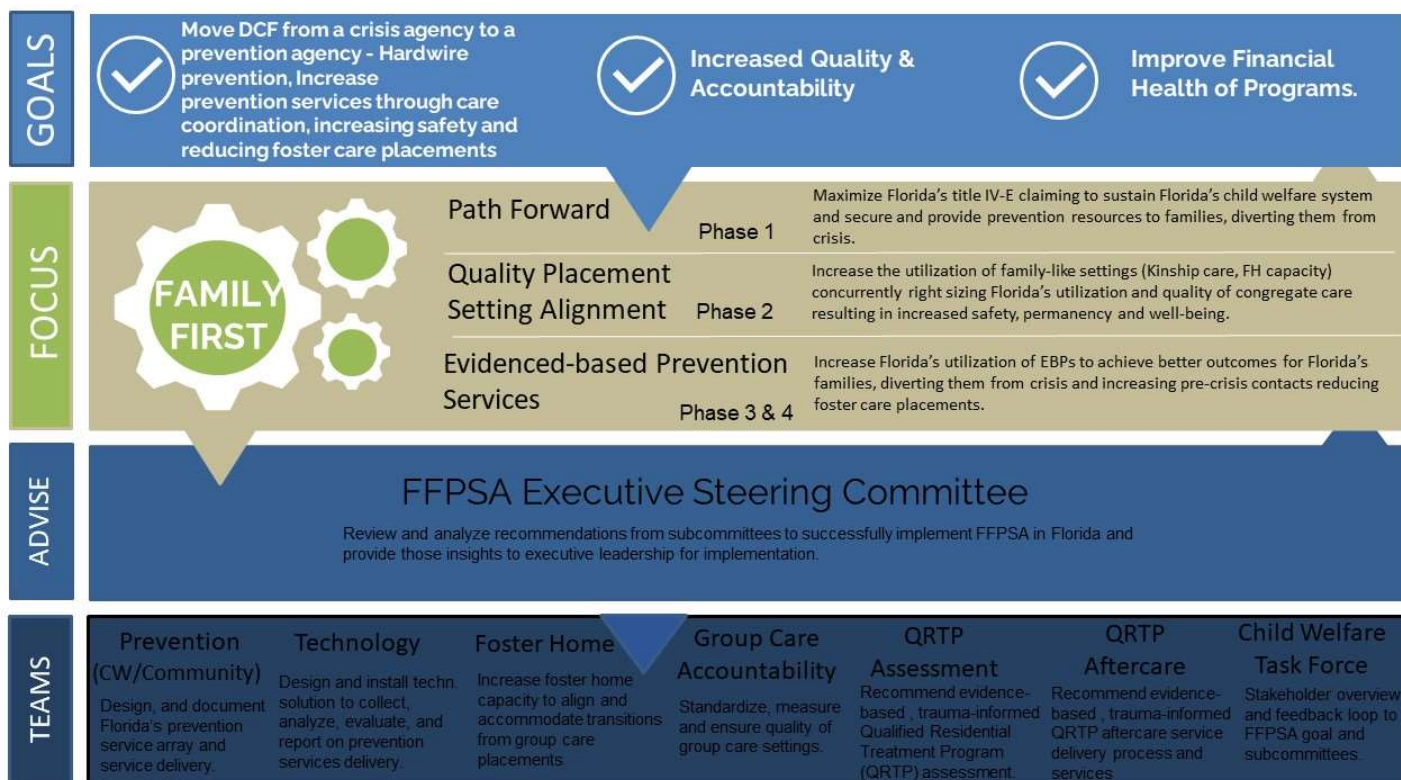 GOALS
Move DCF from a crisis agency to a
prevention agency - Hardwire
prevention, Increase
prevention services through care
coordination, increasing safety and
reducing foster care placements
Increased Quality &
Accountability
Improve Financial
Health of Programs.
FOCUS
FAMILY
FIRST
Path Forward
Phase 1
Maximize Florida's title IV-E claiming to sustain Florida's child welfare system
and secure and provide prevention resources to families, diverting them from
crisis.
Quality Placement
Setting Alignment
Phase 2
Increase the utilization of family-like settings (Kinship care, FH capacity)
concurrently right sizing Florida's utilization and quality of congregate care
resulting in increased safety, permanency and well-being.
Evidenced-based Prevention
Services
Phase 3 & 4
Increase Florida's utilization of EBPs to achieve better outcomes for Florida's
families, diverting them from crisis and increasing pre-crisis contacts reducing
foster care placements.
ADVISE
FFPSA Executive Steering Committee
Review and analyze recommendations from subcommittees to successfully implement FFPSA in Florida and
provide those insights to executive leadership for implementation.
TEAMS
Prevention
(CW/Community)
Design, and document
Florida's prevention
service array and
service delivery.
Technology
Design and install techn.
solution to collect,
analyze, evaluate, and
report on prevention
services delivery.
Foster Home
Increase foster home
capacity to align and
accommodate transitions
from group care
placements
Group Care
Accountability
Standardize, measure
and ensure quality of
group care settings.
QRTP
Assessment
Recommend evidence-
based , trauma-informed
Qualified Residential
Treatment Program
(QRTP) assessment.
QRTP
Aftercare
Recommend evidence-
based , trauma-informed
QRTP aftercare service
delivery process and
services
Child Welfare
Task Force
Stakeholder overview
and feedback loop to
FFPSA goal and
subcommittees.